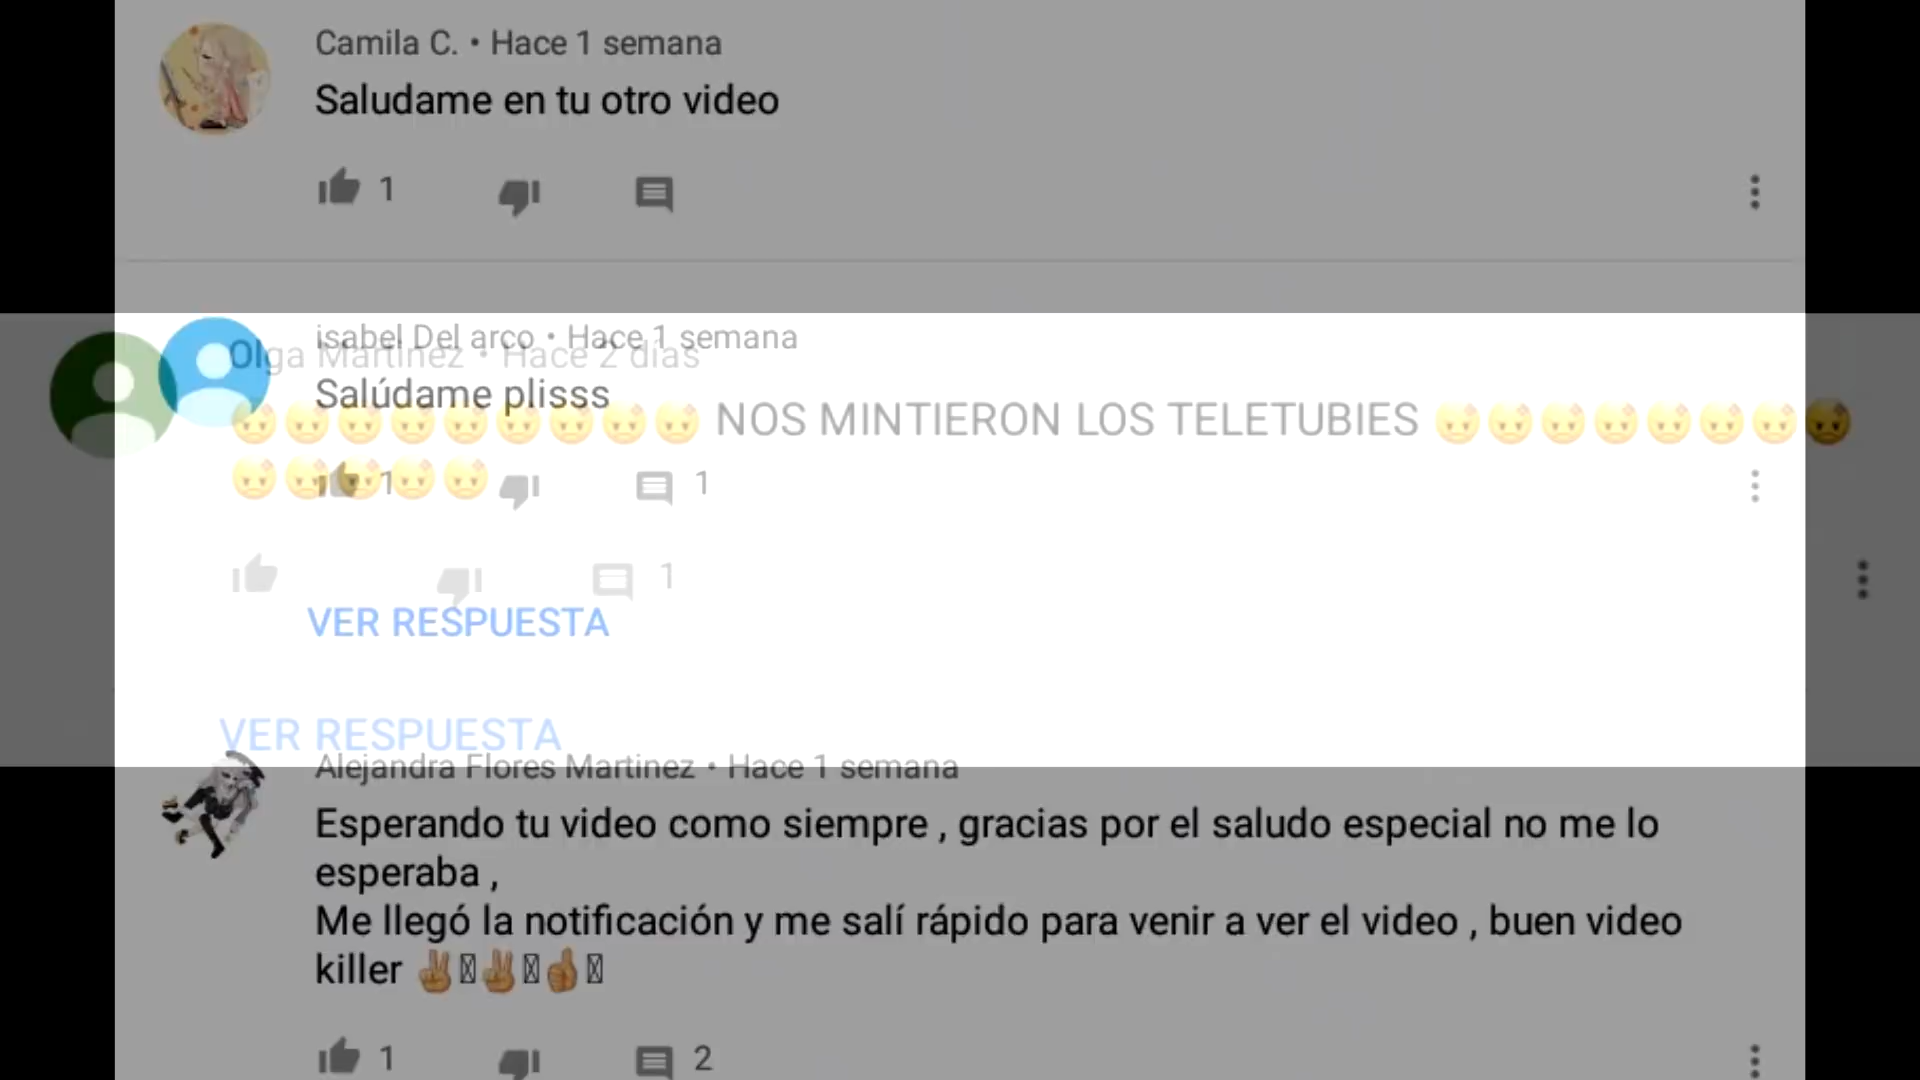 Camila C. • Hace 1 semana
Saludame en tu otro video
1
isabel Del arco • Hace 1 semana
Salúdame plisss
1 1
VER RESPUESTA
Olga Martinez • Hace 2 días
😡😡😡😡😡😡😡😡😡 NOS MINTIERON LOS TELETUBIES 😡😡😡😡😡😡😡😡
😡😡😡😡😡
1
VER RESPUESTA
Alejandra Flores Martinez • Hace 1 semana
Esperando tu video como siempre , gracias por el saludo especial no me lo
esperaba ,
Me llegó la notificación y me salí rápido para venir a ver el video , buen video
killer ✌🏽✌🏽👍🏽
1 2